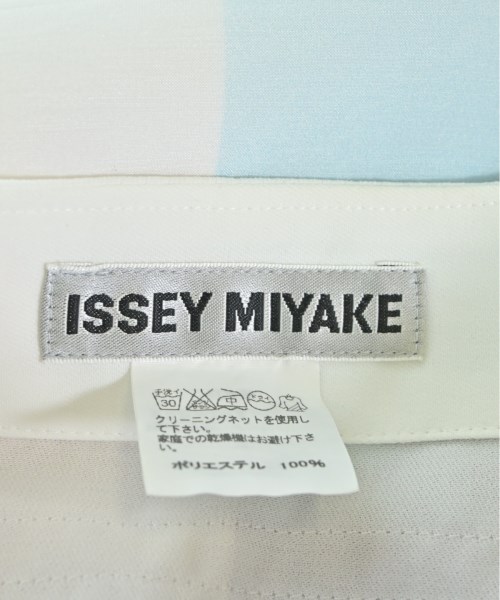 ISSEY MIYAKE
手洗イ
30
中
クリーニングネットを使用し
て下さい。
家庭での乾燥機はお避け下さ
い。
ポリエステル 100%